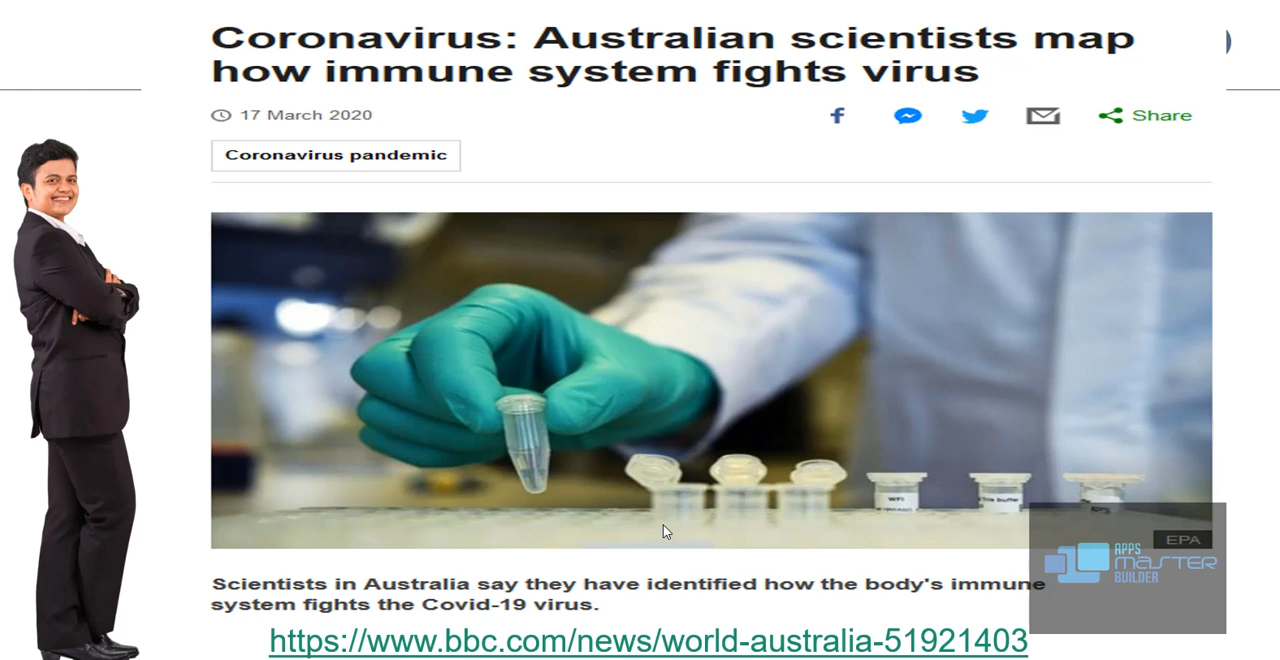 Coronavirus: Australian scientists map
how immune system fights virus
17 March 2020
Share
Coronavirus pandemic
WFI
EPA
APPS
MASTER
BUILDER
Scientists in Australia say they have identified how the body's immune
system fights the Covid-19 virus.
https://www.bbc.com/news/world-australia-51921403